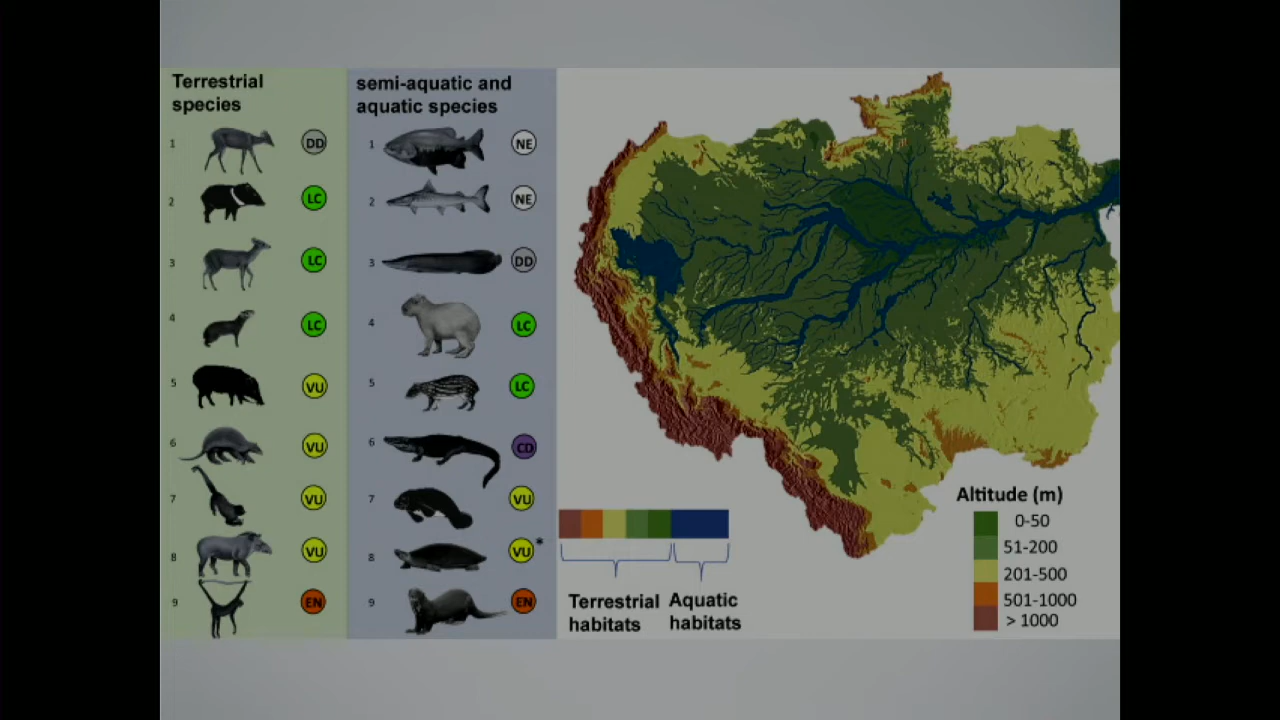 Terrestrial
species
1 DD
2 LC
3 LC
4 LC
5 VU
6 VU
7 VU
8 VU
9 EN
semi-aquatic and
aquatic species
1 NE
2 NE
3 DD
4 LC
5 LC
6 CD
7 VU
8 VU *
9 EN
Terrestrial
habitats
Aquatic
habitats
Altitude (m)
0-50
51-200
201-500
501-1000
> 1000